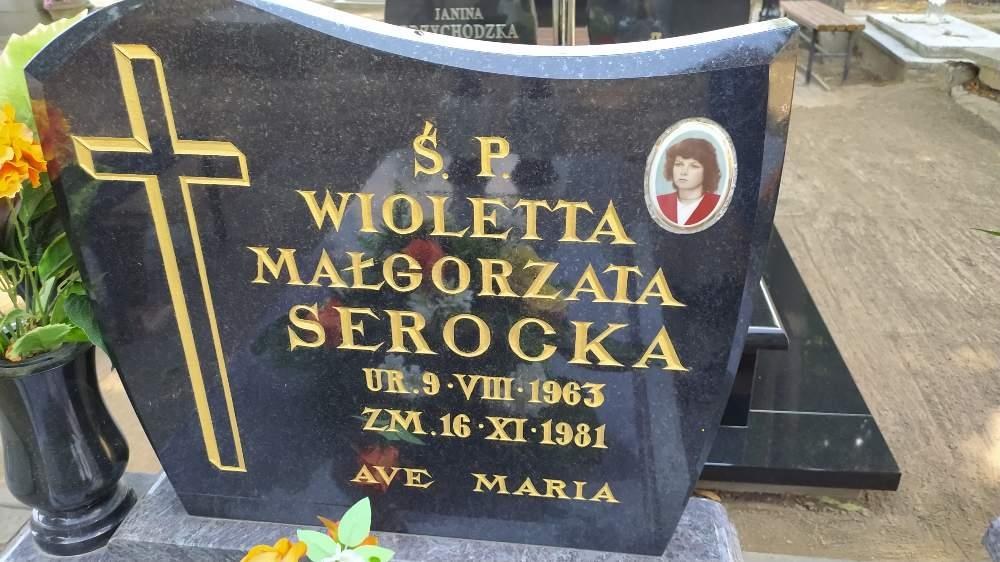 JANINA
Ś. P.
WIOLETTA
MAŁGORZATA
SEROCKA
UR. 9·VIII·1963
ZM. 16·XI·1981
AVE MARIA